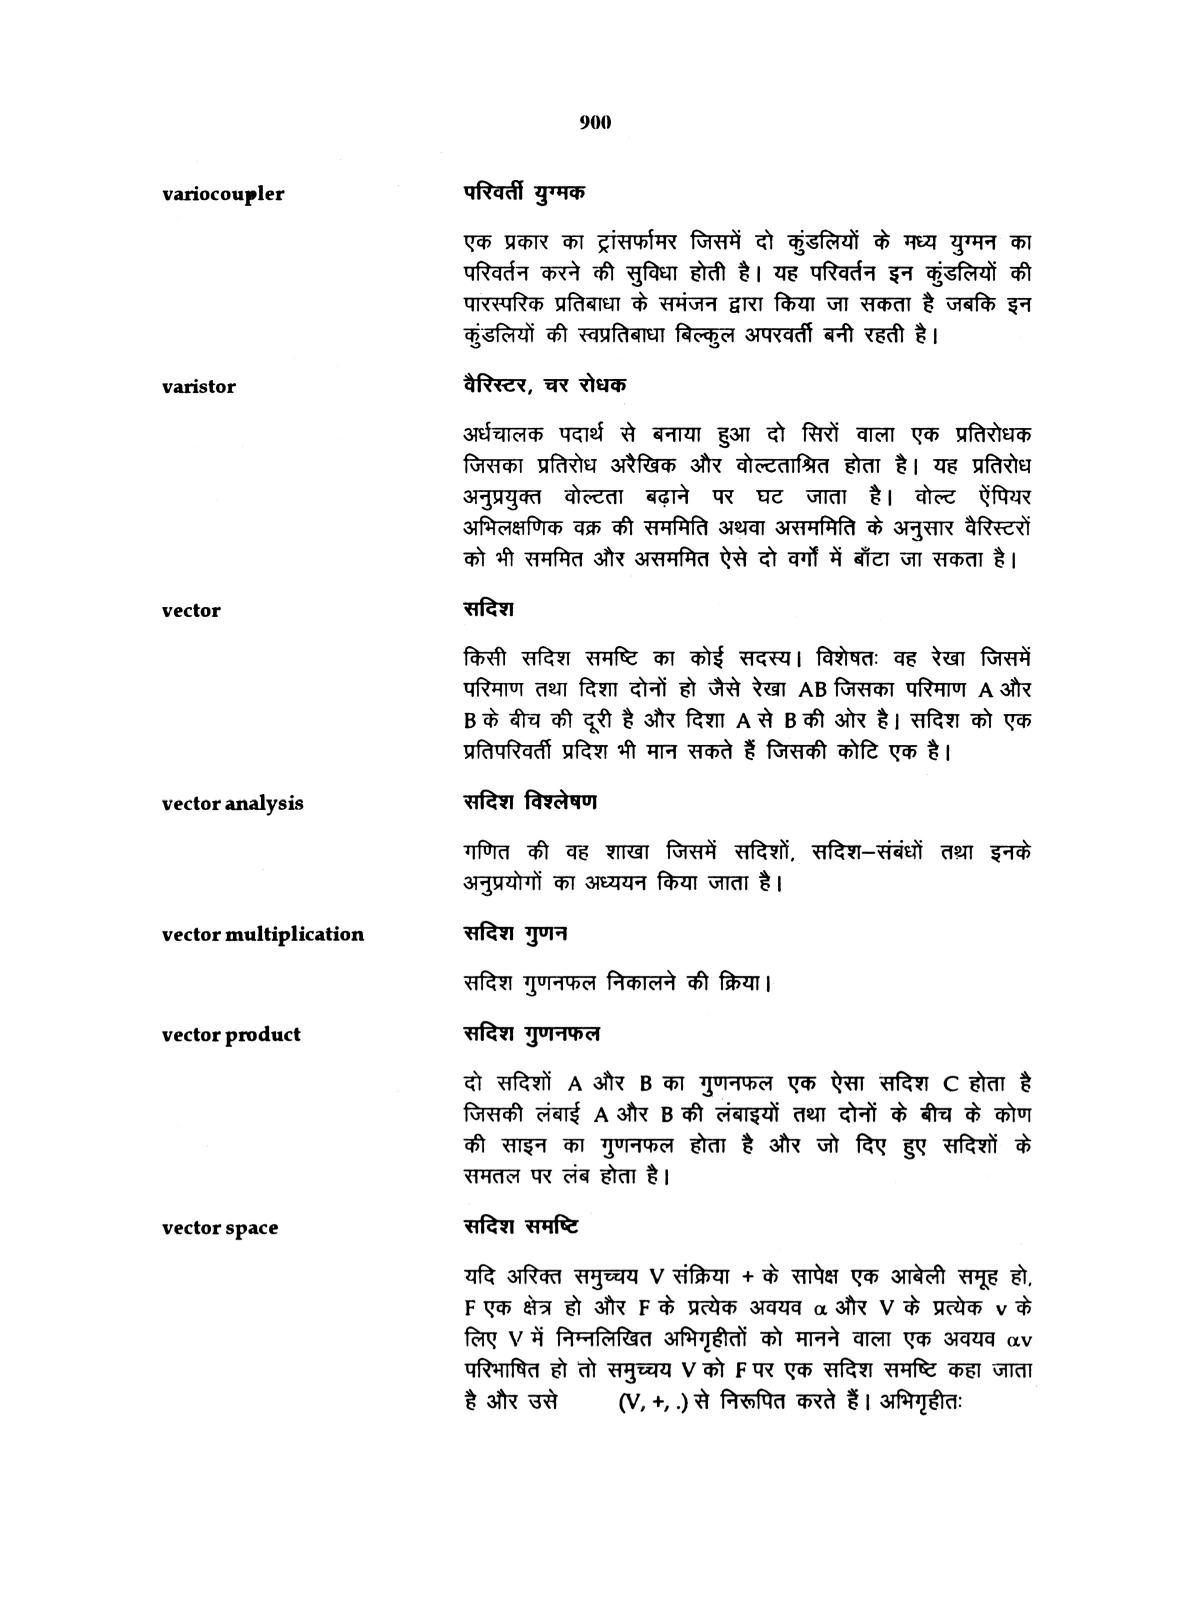 900
variocoupler परिवर्ती युग्मक
एक प्रकार का ट्रांसर्फामर जिसमें दो कुंडलियों के मध्य युग्मन का
परिवर्तन करने की सुविधा होती है। यह परिवर्तन इन कुंडलियों की
पारस्परिक प्रतिबाधा के समंजन द्वारा किया जा सकता है जबकि इन
कुंडलियों की स्वप्रतिबाधा बिल्कुल अपरवर्ती बनी रहती है।
varistor वैरिस्टर, चर रोधक
अर्धचालक पदार्थ से बनाया हुआ दो सिरों वाला एक प्रतिरोधक
जिसका प्रतिरोध अरैखिक और वोल्टताश्रित होता है। यह प्रतिरोध
अनुप्रयुक्त वोल्टता बढ़ाने पर घट जाता है। वोल्ट ऐंपियर
अभिलक्षणिक वक्र की सममिति अथवा असममिति के अनुसार वैरिस्टरों
को भी सममित और असममित ऐसे दो वर्गों में बाँटा जा सकता है।
vector सदिश
किसी सदिश समष्टि का कोई सदस्य। विशेषतः वह रेखा जिसमें
परिमाण तथा दिशा दोनों हो जैसे रेखा AB जिसका परिमाण A और
B के बीच की दूरी है और दिशा A से B की ओर है। सदिश को एक
प्रतिपरिवर्ती प्रदिश भी मान सकते हैं जिसकी कोटि एक है।
vector analysis सदिश विश्लेषण
गणित की वह शाखा जिसमें सदिशों, सदिश–संबंधों तथा इनके
अनुप्रयोगों का अध्ययन किया जाता है।
vector multiplication सदिश गुणन
सदिश गुणनफल निकालने की क्रिया।
vector product सदिश गुणनफल
दो सदिशों A और B का गुणनफल एक ऐसा सदिश C होता है
जिसकी लंबाई A और B की लंबाइयों तथा दोनों के बीच के कोण
की साइन का गुणनफल होता है और जो दिए हुए सदिशों के
समतल पर लंब होता है।
vector space सदिश समष्टि
यदि अरिक्त समुच्चय V संक्रिया + के सापेक्ष एक आबेली समूह हो,
F एक क्षेत्र हो और F के प्रत्येक अवयव α और V के प्रत्येक v के
लिए V में निम्नलिखित अभिगृहीतों को मानने वाला एक अवयव αv
परिभाषित हो तो समुच्चय V को F पर एक सदिश समष्टि कहा जाता
है और उसे (V, +, .) से निरूपित करते हैं। अभिगृहीतः